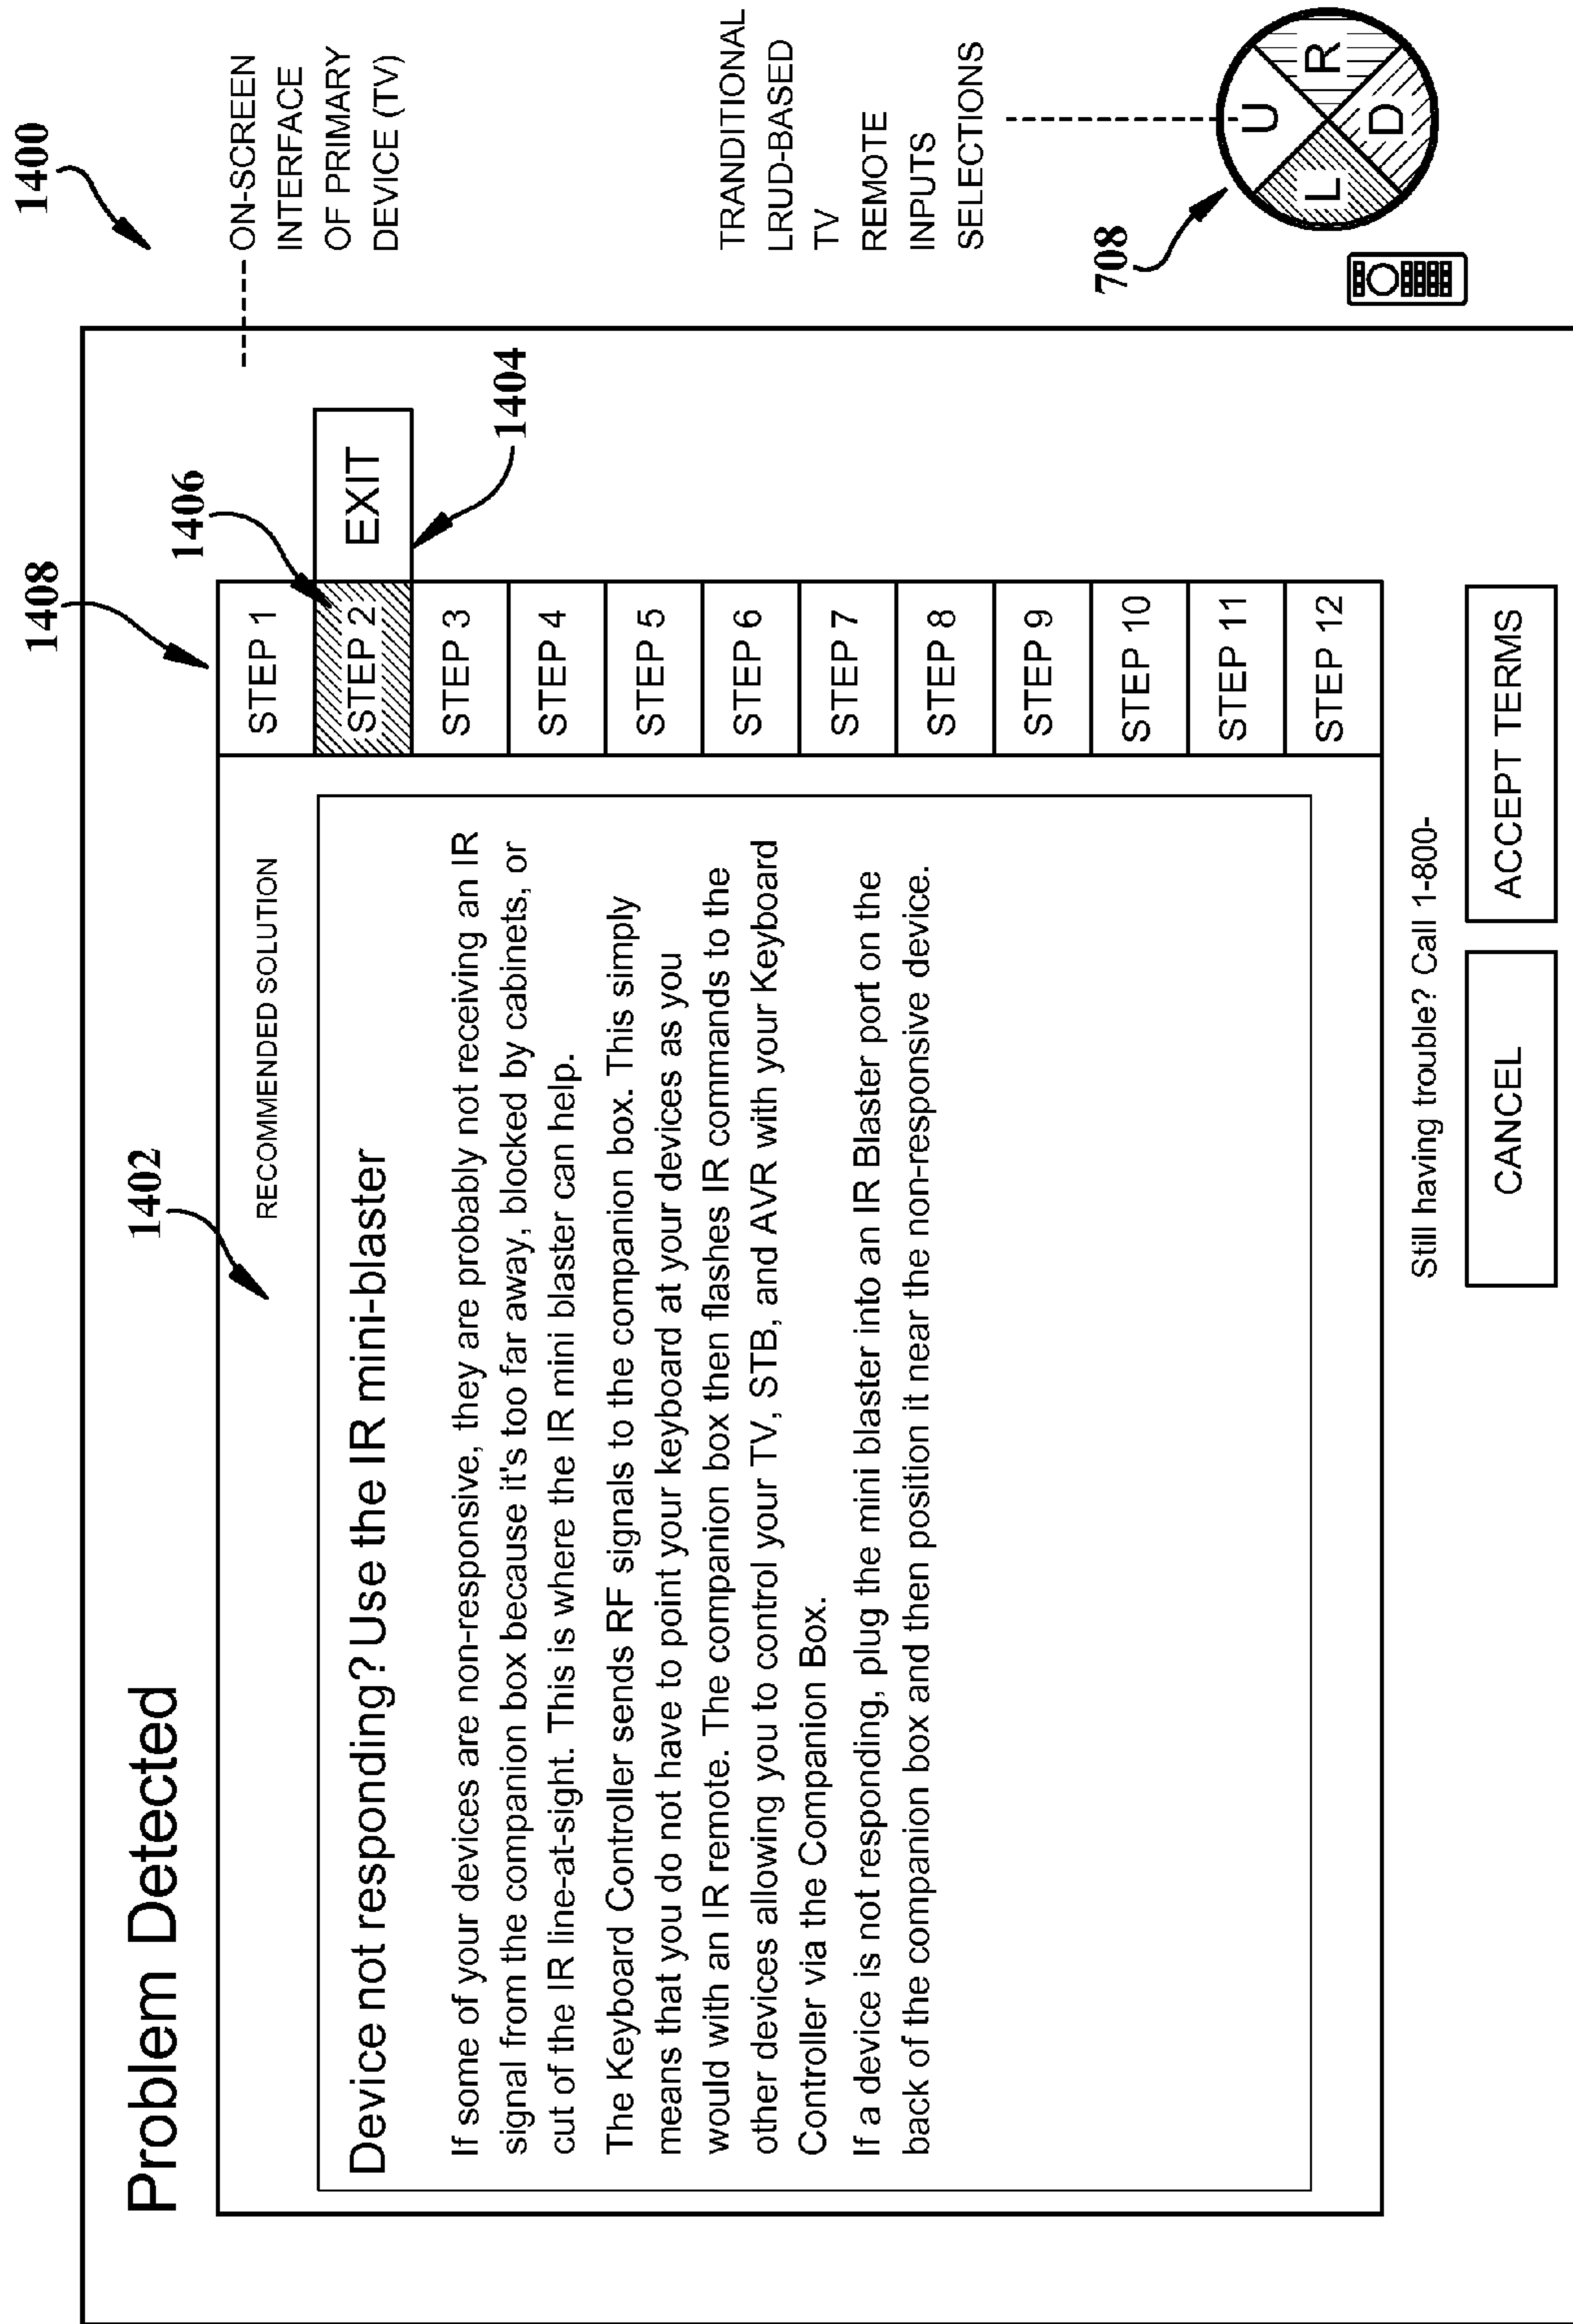 1400
Problem Detected
1402
1408
1406
1404
RECOMMENDED SOLUTION
Device not responding? Use the IR mini-blaster
If some of your devices are non-responsive, they are probably not receiving an IR
signal from the companion box because it's too far away, blocked by cabinets, or
cut of the IR line-at-sight. This is where the IR mini blaster can help.
The Keyboard Controller sends RF signals to the companion box. This simply
means that you do not have to point your keyboard at your devices as you
would with an IR remote. The companion box then flashes IR commands to the
other devices allowing you to control your TV, STB, and AVR with your Keyboard
Controller via the Companion Box.
If a device is not responding, plug the mini blaster into an IR Blaster port on the
back of the companion box and then position it near the non-responsive device.
STEP 1
STEP 2
EXIT
STEP 3
STEP 4
STEP 5
STEP 6
STEP 7
STEP 8
STEP 9
STEP 10
STEP 11
STEP 12
Still having trouble? Call 1-800-
CANCEL
ACCEPT TERMS
ON-SCREEN
INTERFACE
OF PRIMARY
DEVICE (TV)
TRANDITIONAL
LRUD-BASED
TV
REMOTE
INPUTS
SELECTIONS
708
U
L
R
D